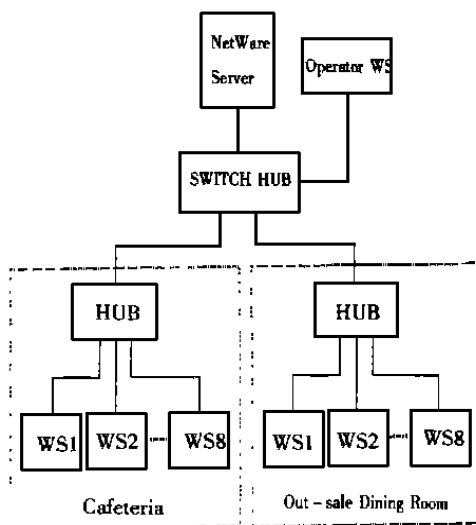 NetWare
Server
Operator WS
SWITCH HUB
HUB
HUB
WS1
WS2
WS8
WS1
WS2
WS8
Cafeteria
Out-sale Dining Room